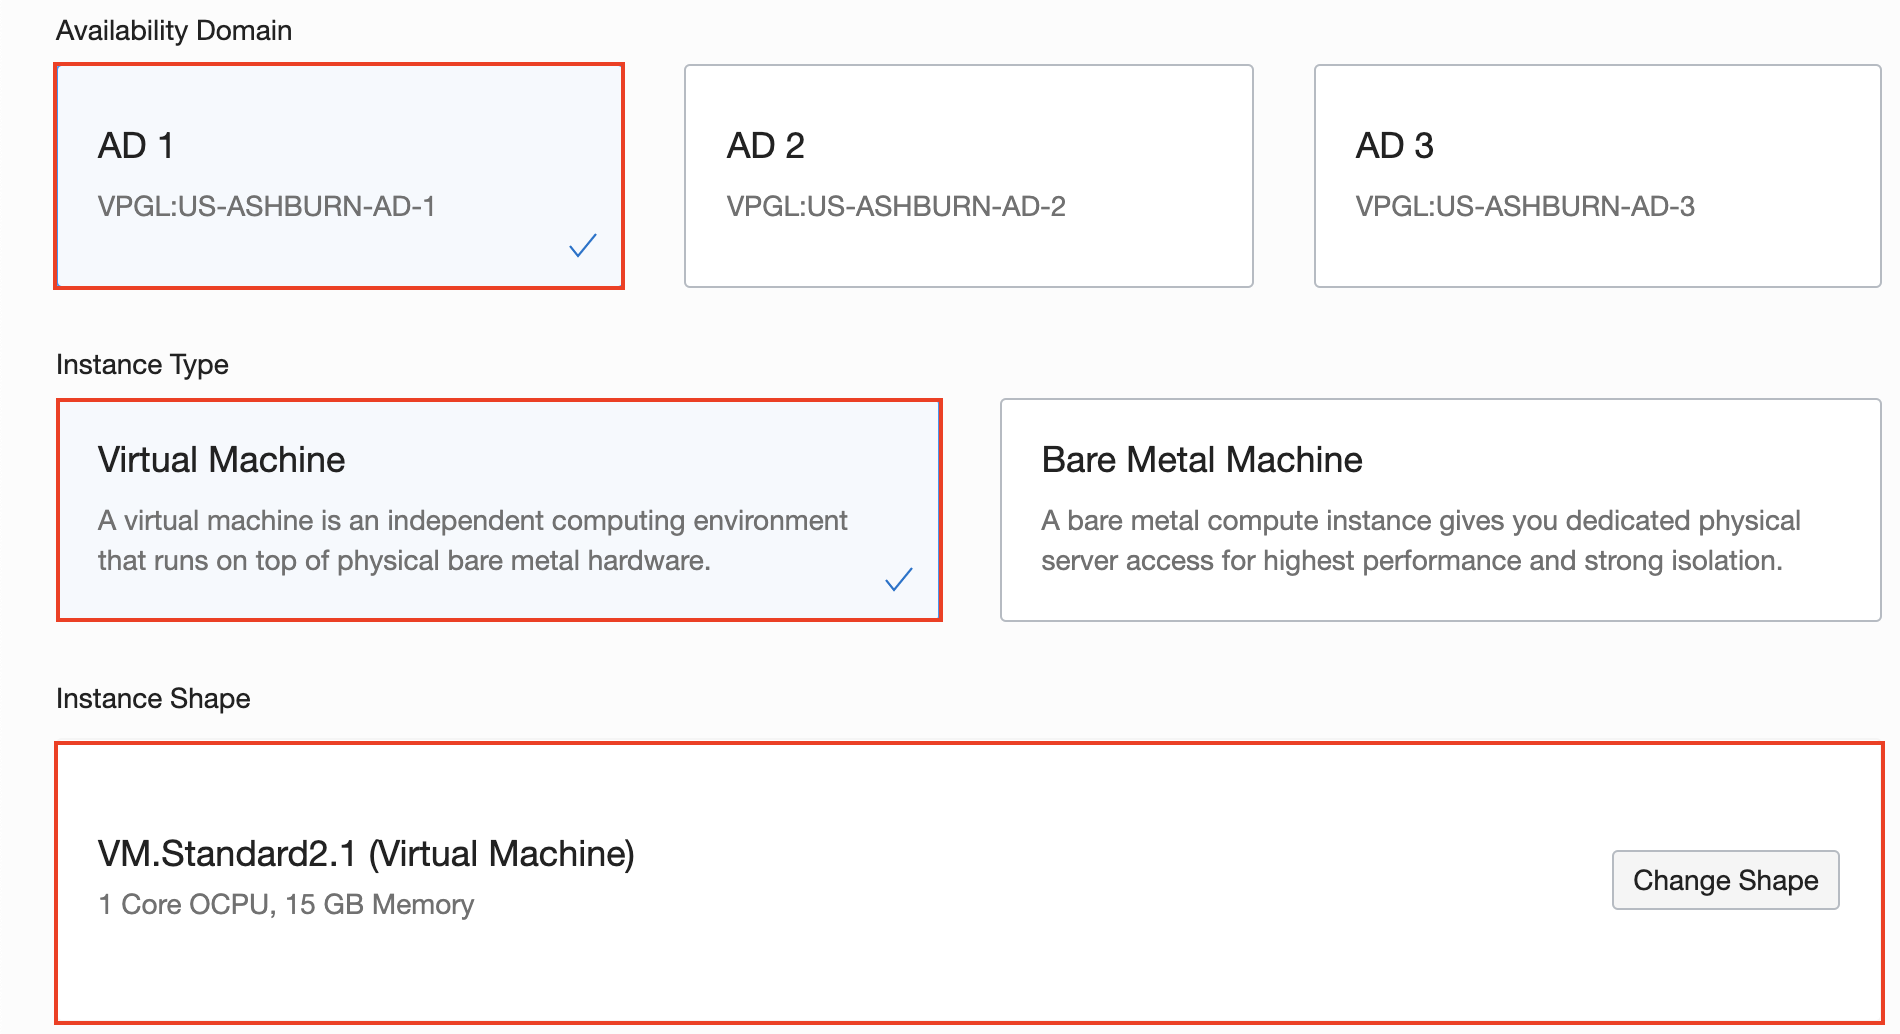 Availability Domain
AD 1
VPGL:US-ASHBURN-AD-1
AD 2
VPGL:US-ASHBURN-AD-2
AD 3
VPGL:US-ASHBURN-AD-3
Instance Type
Virtual Machine
A virtual machine is an independent computing environment
that runs on top of physical bare metal hardware.
Bare Metal Machine
A bare metal compute instance gives you dedicated physical
server access for highest performance and strong isolation.
Instance Shape
VM.Standard2.1 (Virtual Machine)
1 Core OCPU, 15 GB Memory
Change Shape